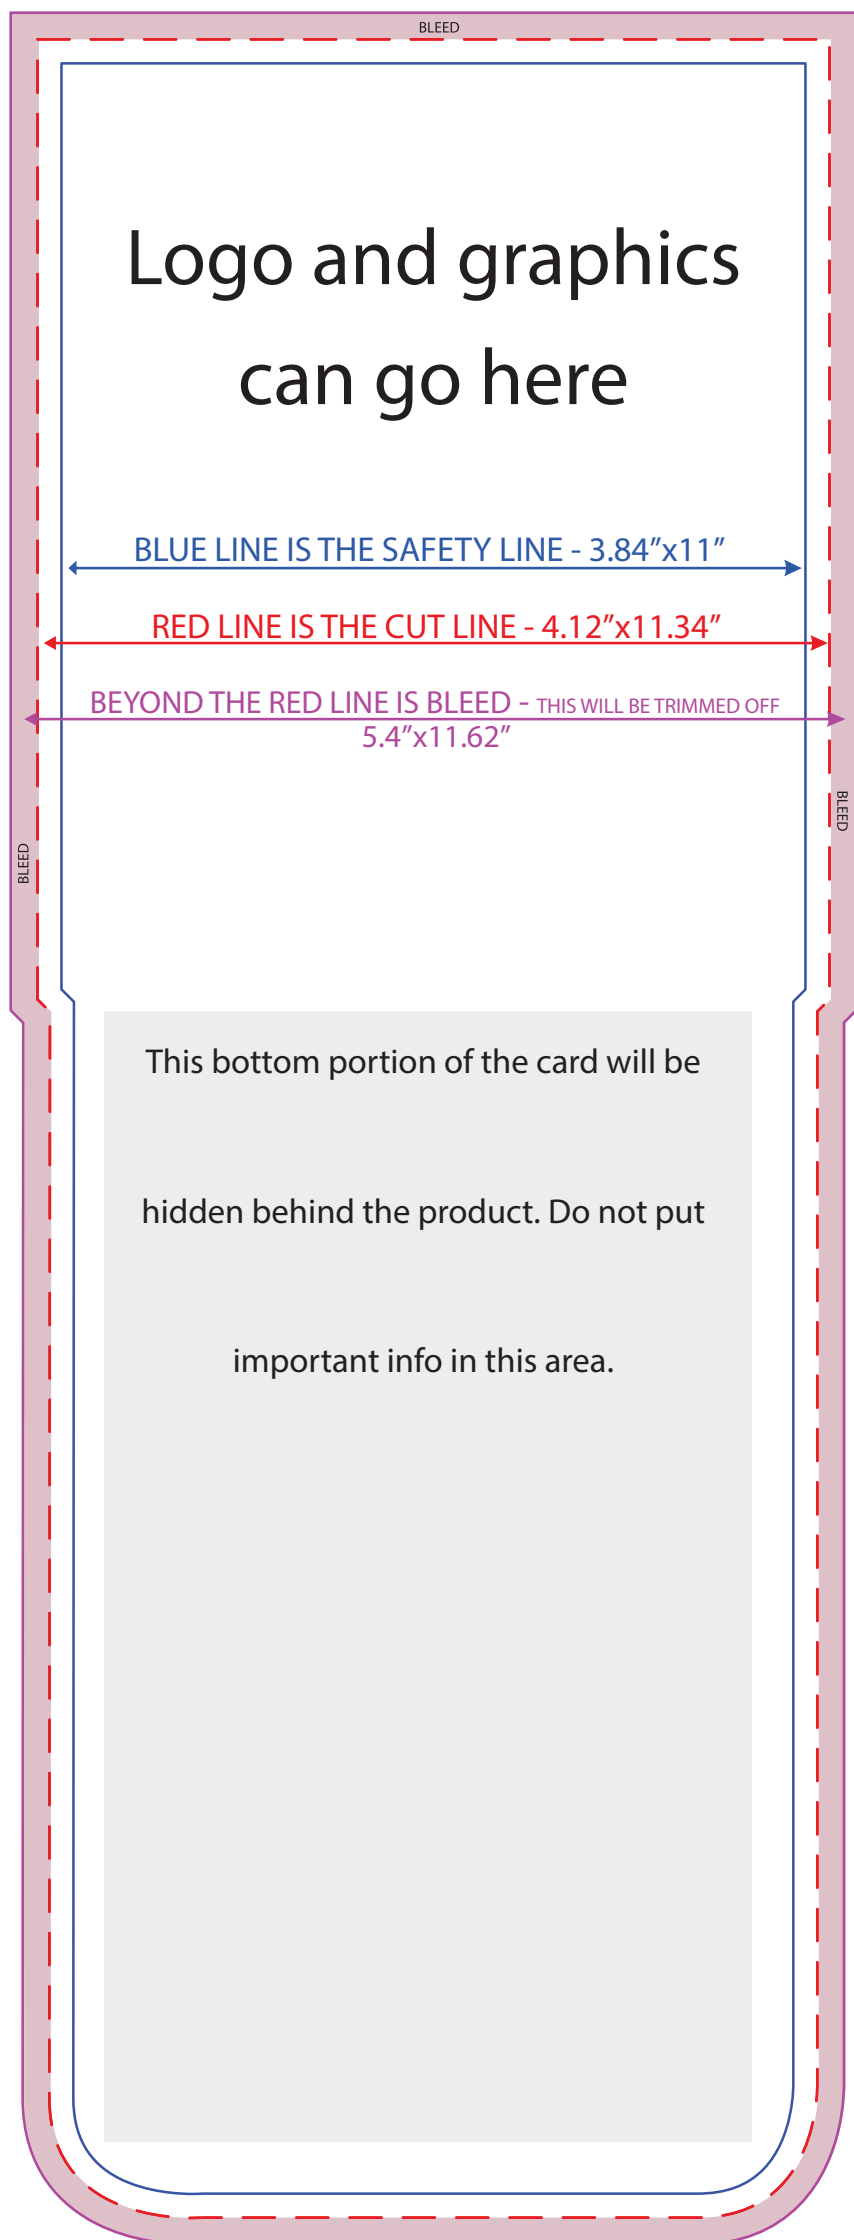 BLEED
Logo and graphics
can go here
BLUE LINE IS THE SAFETY LINE - 3.84”x11”
RED LINE IS THE CUT LINE - 4.12”x11.34”
BEYOND THE RED LINE IS BLEED - THIS WILL BE TRIMMED OFF
5.4”x11.62”
BLEED
BLEED
This bottom portion of the card will be
hidden behind the product. Do not put
important info in this area.